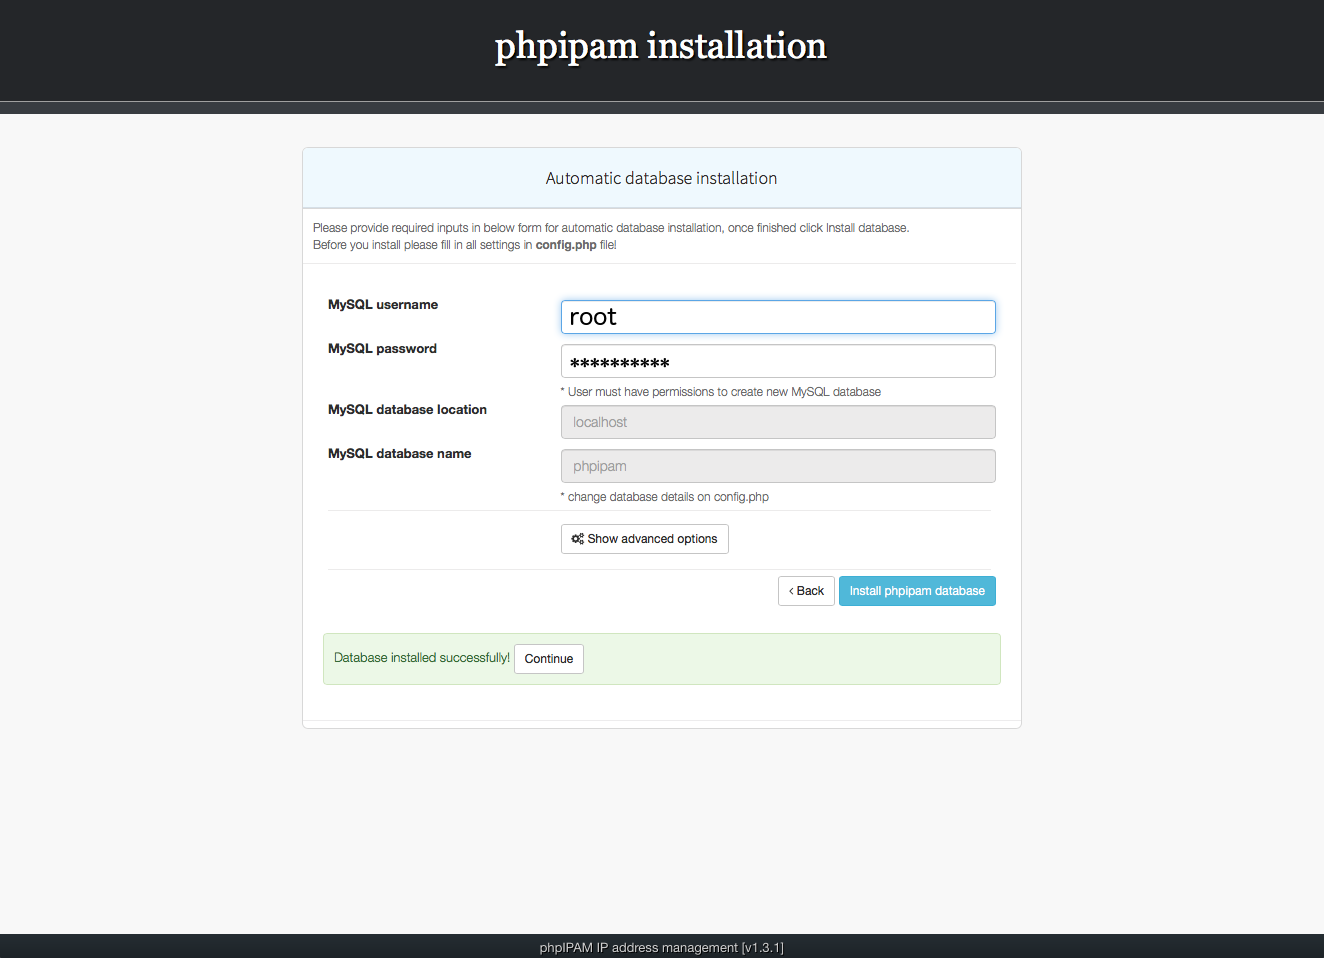 phpipam installation
Automatic database installation
Please provide required inputs in below form for automatic database installation, once finished click Install database.
Before you install please fill in all settings in config.php file!
MySQL username
root
MySQL password
**********
* User must have permissions to create new MySQL database
MySQL database location
localhost
MySQL database name
phpipam
* change database details on config.php
Show advanced options
‹ Back
Install phpipam database
Database installed successfully! Continue
phpIPAM IP address management [v1.3.1]